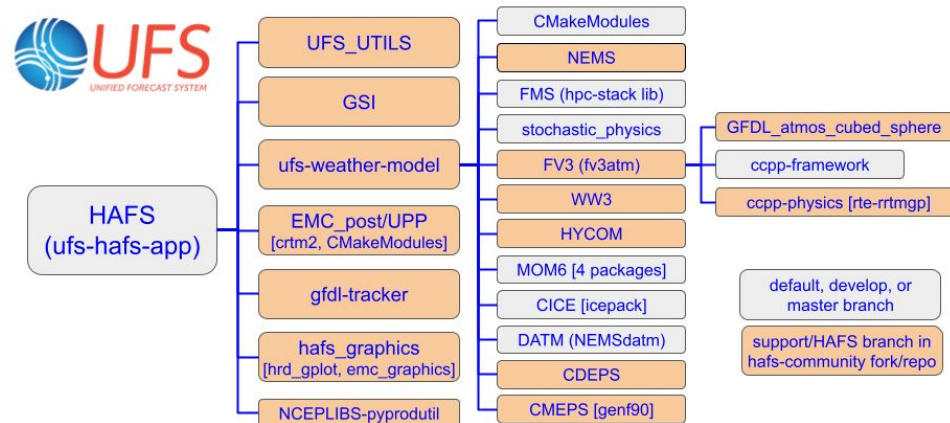 UFS
UNIFIED FORECAST SYSTEM
HAFS
(ufs-hafs-app)
UFS_UTILS
GSI
ufs-weather-model
EMC_post/UPP
[crtm2, CMakeModules]
gfdl-tracker
hafs_graphics
[hrd_gplot, emc_graphics]
NCEPLIBS-pyprodutil
CMakeModules
NEMS
FMS (hpc-stack lib)
stochastic_physics
FV3 (fv3atm)
WW3
HYCOM
MOM6 [4 packages]
CICE [icepack]
DATM (NEMSdatm)
CDEPS
CMEPS [genf90]
GFDL_atmos_cubed_sphere
ccpp-framework
ccpp-physics [rte-rrtmgp]
default, develop, or
master branch
support/HAFS branch in
hafs-community fork/repo